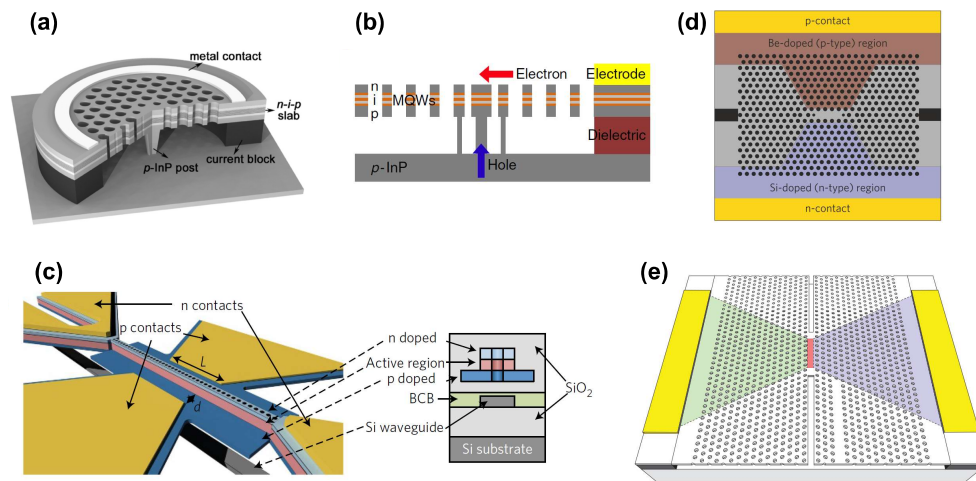 (a)
metal contact
n-i-p
slab
p-InP post
current block
(b)
Electron
Electrode
n
i
p
MQWs
Dielectric
p-InP
Hole
(d)
p-contact
Be-doped (p-type) region
Si-doped (n-type) region
n-contact
(c)
n contacts
p contacts
L
d
n doped
Active region
p doped
BCB
Si waveguide
SiO2
Si substrate
(e)